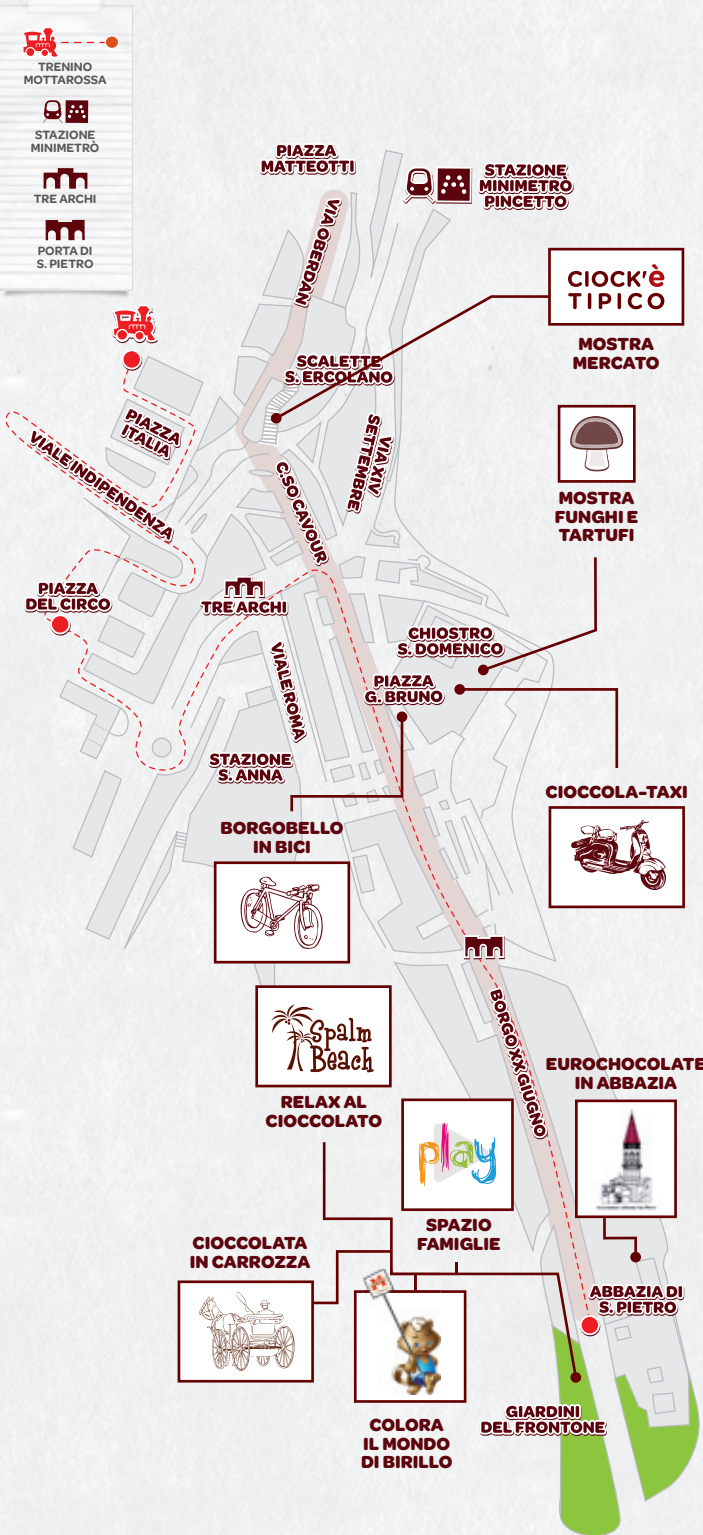 TRENINO
MOTTAROSSA
STAZIONE
MINIMETRÒ
TRE ARCHI
PORTA DI
S. PIETRO
PIAZZA
MATTEOTTI
STAZIONE
MINIMETRÒ
PINCETTO
VIA OBERDAN
CIOCK'è
TIPICO
MOSTRA
MERCATO
SCALETTE
S. ERCOLANO
PIAZZA
ITALIA
VIA XIV
SETTEMBRE
VIALE INDIPENDENZA
C.SO CAVOUR
MOSTRA
FUNGHI E
TARTUFI
PIAZZA
DEL CIRCO
TRE ARCHI
CHIOSTRO
S. DOMENICO
VIALE ROMA
PIAZZA
G. BRUNO
STAZIONE
S. ANNA
CIOCCOLA-TAXI
BORGOBELLO
IN BICI
BORGO XX GIUGNO
Spalm
Beach
RELAX AL
CIOCCOLATO
EUROCHOCOLATE
IN ABBAZIA
play
SPAZIO
FAMIGLIE
CIOCCOLATA
IN CARROZZA
ABBAZIA DI
S. PIETRO
GIARDINI
DEL FRONTONE
COLORA
IL MONDO
DI BIRILLO